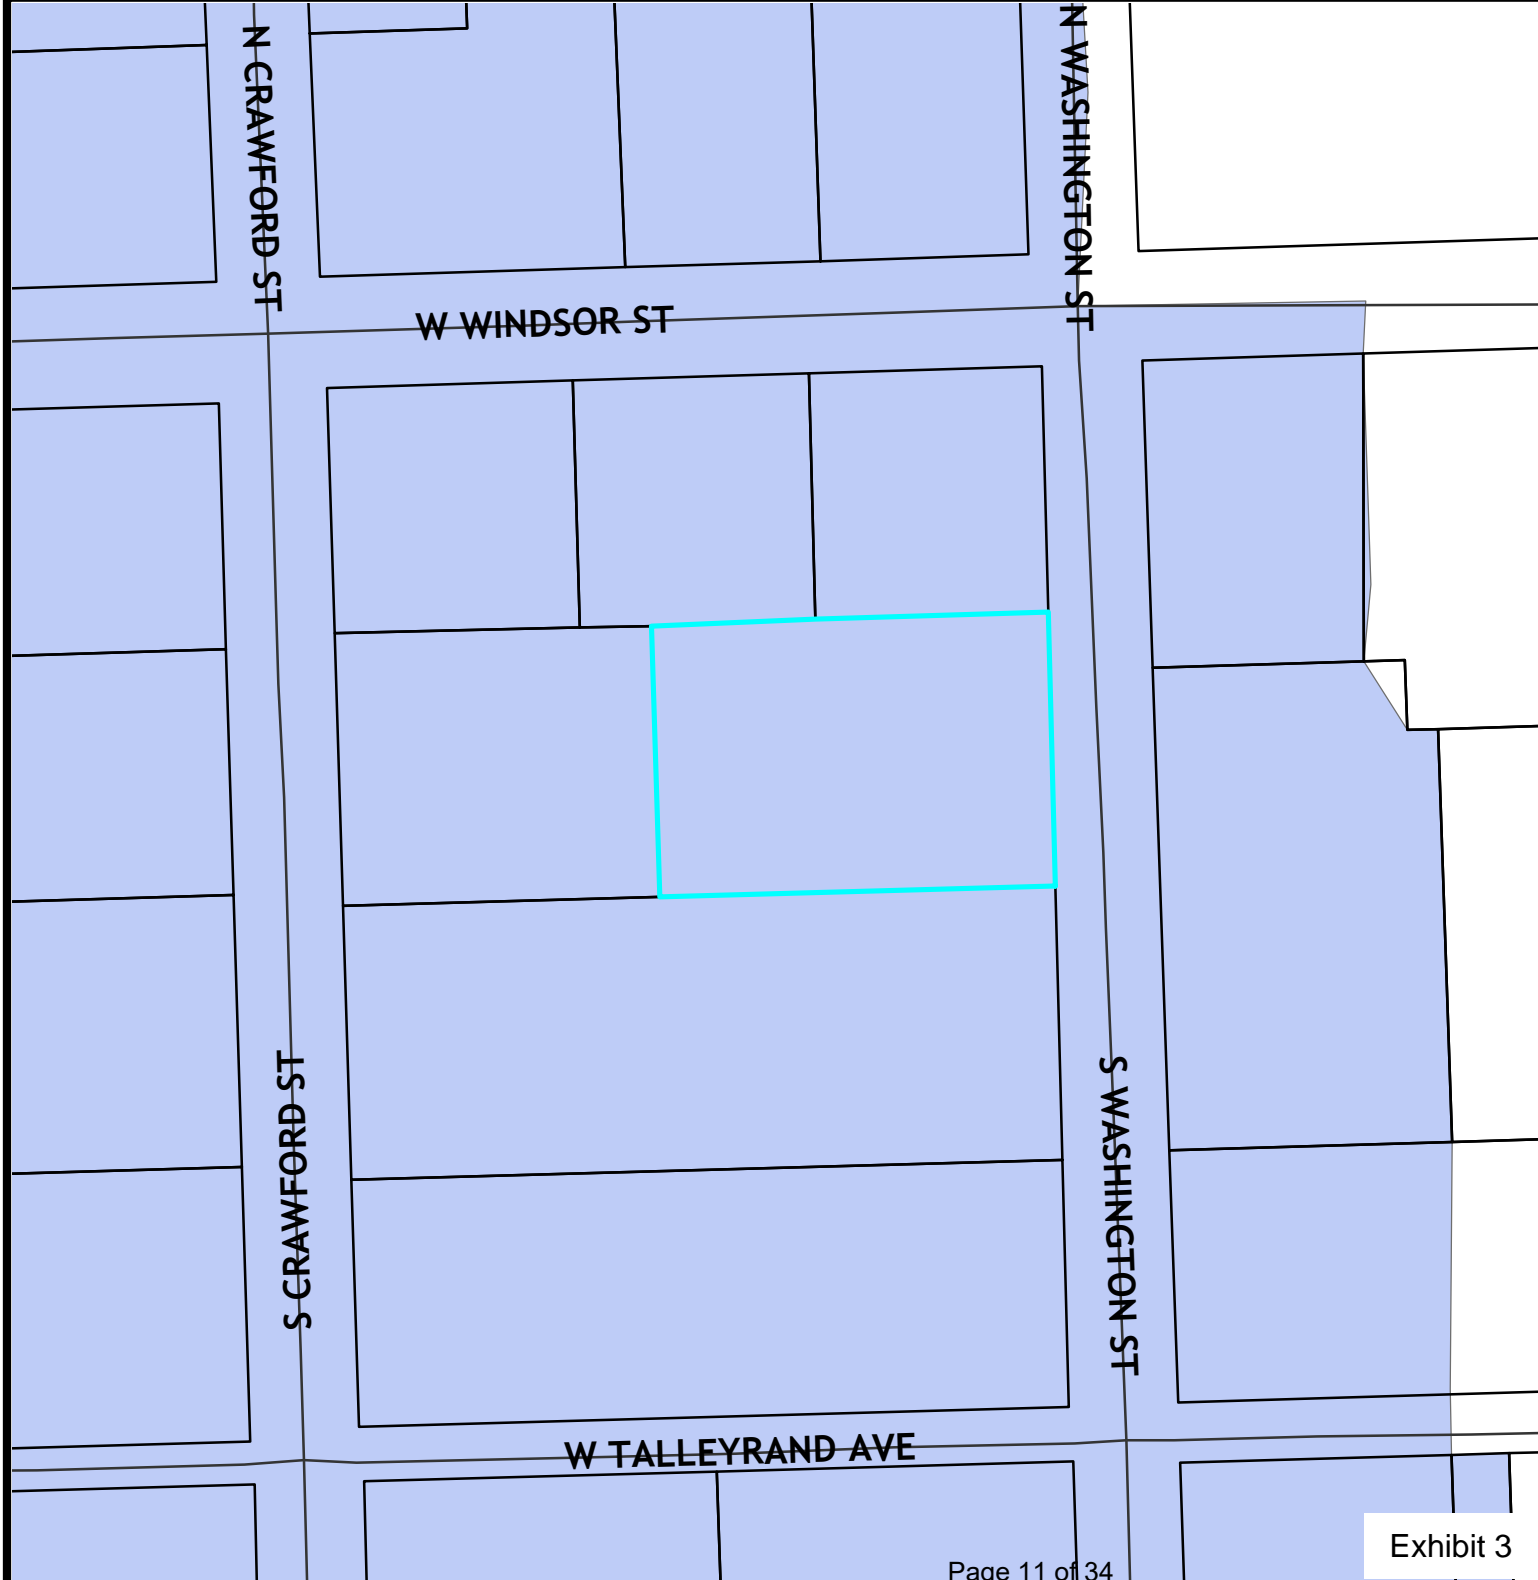 N CRAWFORD ST
N WASHINGTON ST
W WINDSOR ST
S CRAWFORD ST
S WASHINGTON ST
W TALLEYRAND AVE
Exhibit 3
Page 11 of 34